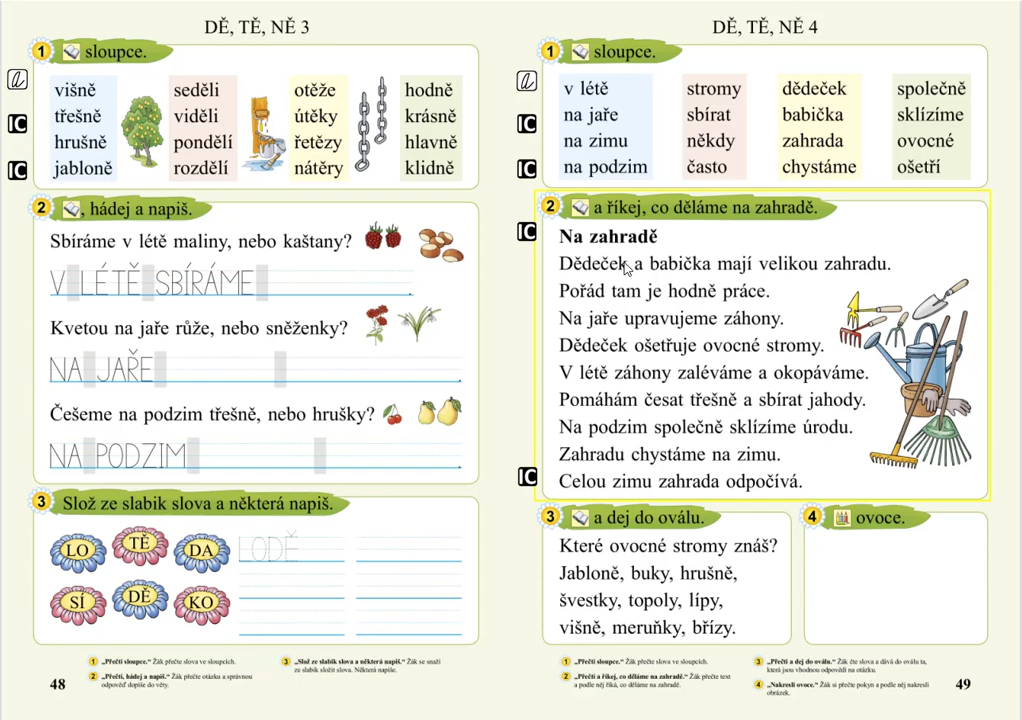 DĚ, TĚ, NĚ 3
1 sloupce.
višně
třešně
hrušně
jabloně
seděli
viděli
pondělí
rozdělí
otěže
útěky
řetězy
nátěry
hodně
krásně
hlavně
klidně
2 , hádej a napiš.
Sbíráme v létě maliny, nebo kaštany?
V LÉTĚ SBÍRÁME .
Kvetou na jaře růže, nebo sněženky?
NA JAŘE .
Češeme na podzim třešně, nebo hrušky?
NA PODZIM .
3 Slož ze slabik slova a některá napiš.
LO TĚ DA
SÍ DĚ KO
LODĚ
1 „Přečti sloupce.“ Žák přečte slova ve sloupcích.
2 „Přečti, hádej a napiš.“ Žák přečte otázku a správnou
odpověď dopíše do věty.
3 „Slož ze slabik slova a některá napiš.“ Žák se snaží
ze slabik složit slova. Některá napíše.
48
DĚ, TĚ, NĚ 4
1 sloupce.
v létě
na jaře
na zimu
na podzim
stromy
sbírat
někdy
často
dědeček
babička
zahrada
chystáme
společně
sklízíme
ovocné
ošetří
2 a říkej, co děláme na zahradě.
Na zahradě
Dědeček a babička mají velikou zahradu.
Pořád tam je hodně práce.
Na jaře upravujeme záhony.
Dědeček ošetřuje ovocné stromy.
V létě záhony zaléváme a okopáváme.
Pomáhám česat třešně a sbírat jahody.
Na podzim společně sklízíme úrodu.
Zahradu chystáme na zimu.
Celou zimu zahrada odpočívá.
3 a dej do oválu.
Které ovocné stromy znáš?
Jabloně, buky, hrušně,
švestky, topoly, lípy,
višně, meruňky, břízy.
4 ovoce.
1 „Přečti sloupce.“ Žák přečte slova ve sloupcích.
2 „Přečti a říkej, co děláme na zahradě.“ Žák přečte text
a podle něj říká, co děláme na zahradě.
3 „Přečti a dej do oválu.“ Žák čte slova a dává do oválu ta,
která jsou vhodnou odpovědí na otázku.
4 „Nakresli ovoce.“ Žák si přečte pokyn a podle něj nakreslí
obrázek.
49